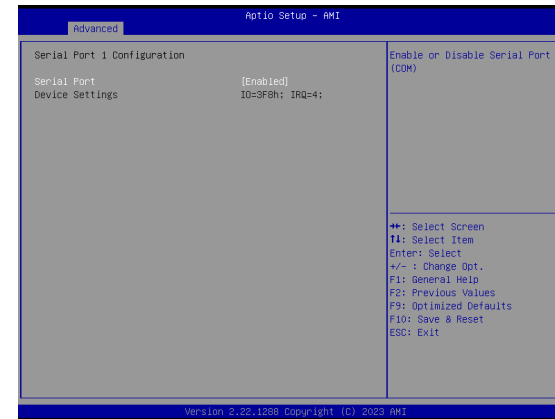 Aptio Setup - AMI
Advanced
Serial Port 1 Configuration
Serial Port [Enabled]
Device Settings IO=3F8h; IRQ=4;
Enable or Disable Serial Port
(COM)
→←: Select Screen
↑↓: Select Item
Enter: Select
+/- : Change Opt.
F1: General Help
F2: Previous Values
F9: Optimized Defaults
F10: Save & Reset
ESC: Exit
Version 2.22.1288 Copyright (C) 2023 AMI